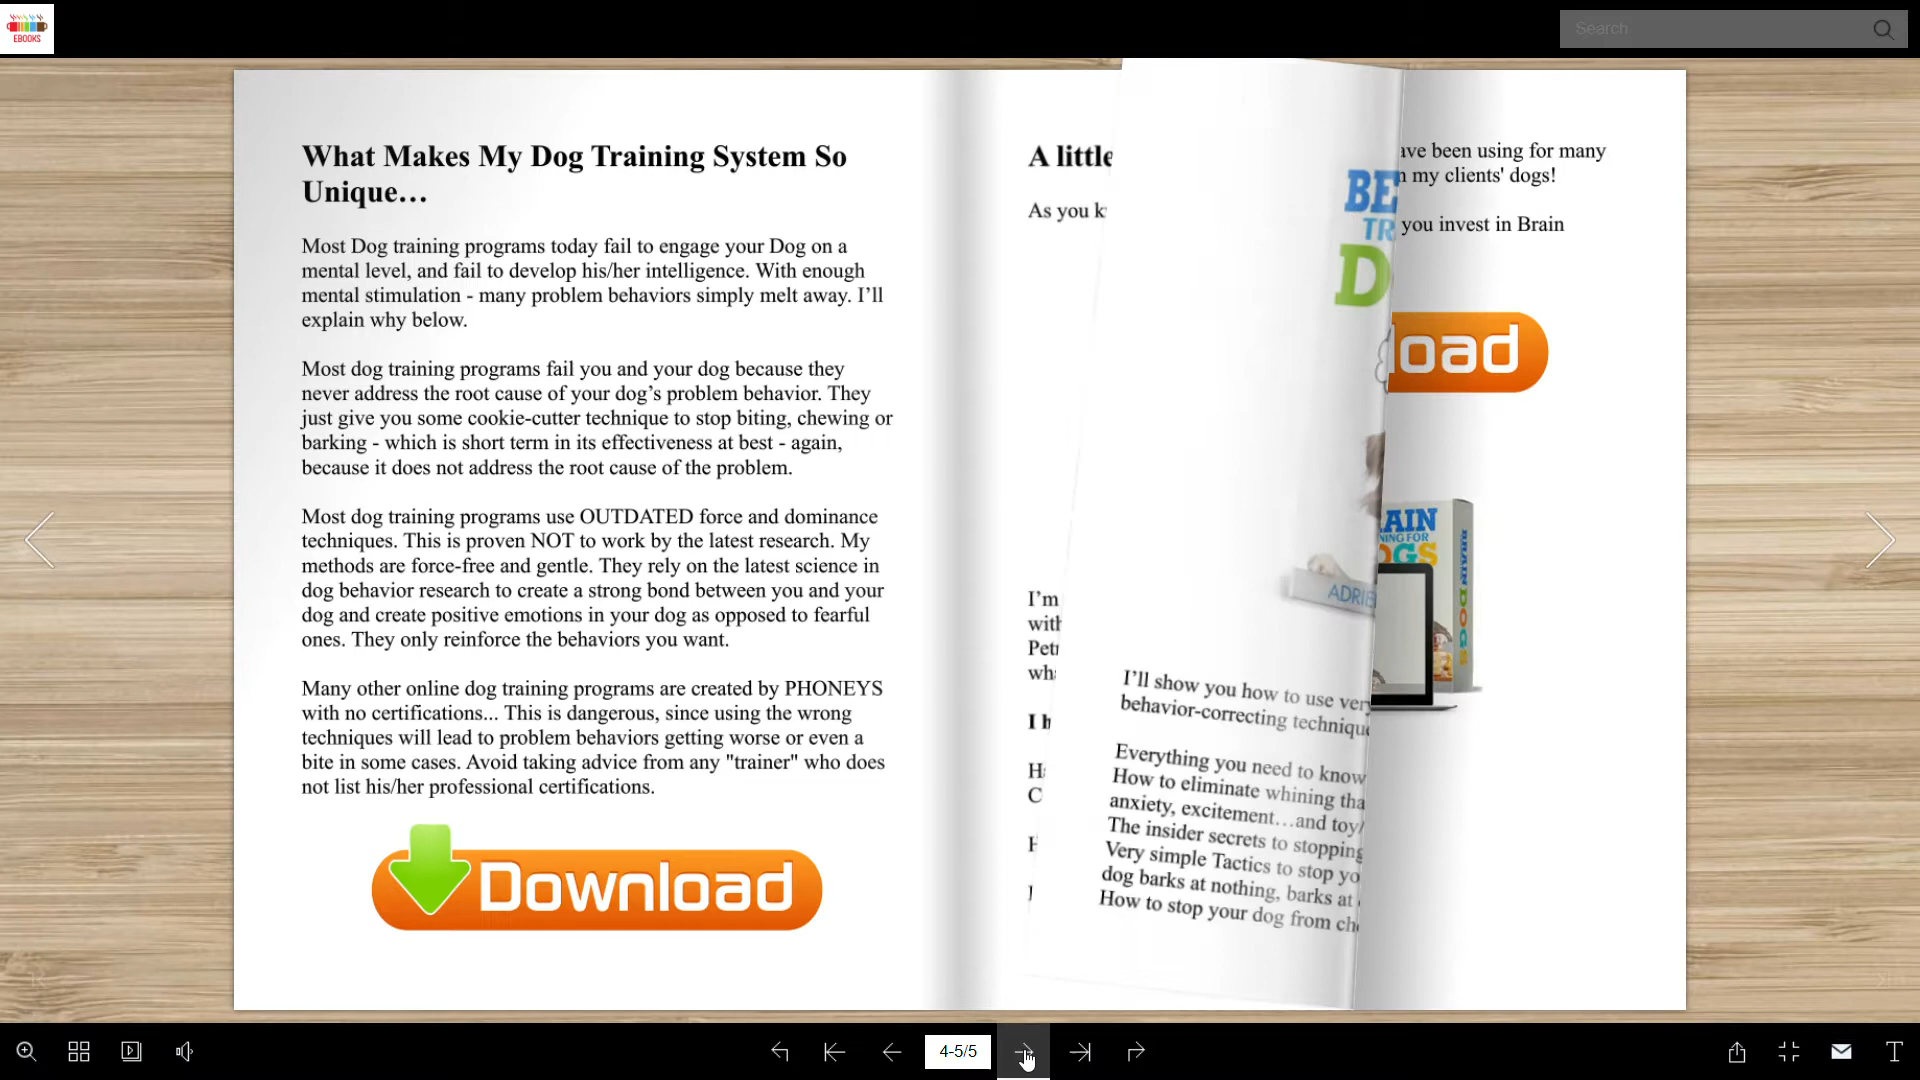 EBOOKS
Search
What Makes My Dog Training System So
Unique…
Most Dog training programs today fail to engage your Dog on a
mental level, and fail to develop his/her intelligence. With enough
mental stimulation - many problem behaviors simply melt away. I’ll
explain why below.
Most dog training programs fail you and your dog because they
never address the root cause of your dog’s problem behavior. They
just give you some cookie-cutter technique to stop biting, chewing or
barking - which is short term in its effectiveness at best - again,
because it does not address the root cause of the problem.
Most dog training programs use OUTDATED force and dominance
techniques. This is proven NOT to work by the latest research. My
methods are force-free and gentle. They rely on the latest science in
dog behavior research to create a strong bond between you and your
dog and create positive emotions in your dog as opposed to fearful
ones. They only reinforce the behaviors you want.
Many other online dog training programs are created by PHONEYS
with no certifications... This is dangerous, since using the wrong
techniques will lead to problem behaviors getting worse or even a
bite in some cases. Avoid taking advice from any "trainer" who does
not list his/her professional certifications.
Download
A little
As you
I’m
I’ll show you how to use
behavior-correcting
Everything you need to know
How to eliminate whining
anxiety, excitement…and toy/
The insider secrets to stopping
Very simple Tactics to stop
dog barks at nothing, barks at
How to stop your dog from
been using for many
my clients' dogs!
you invest in Brain
BRAIN DOGS
4-5/5
T